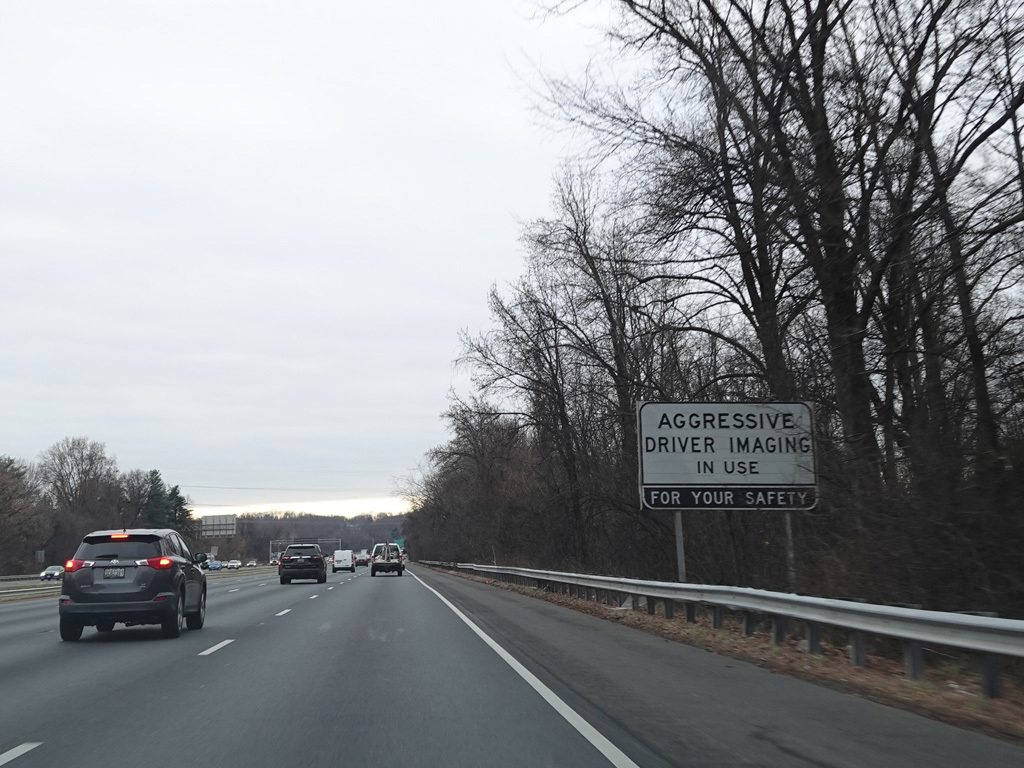 AGGRESSIVE
DRIVER IMAGING
IN USE
FOR YOUR SAFETY